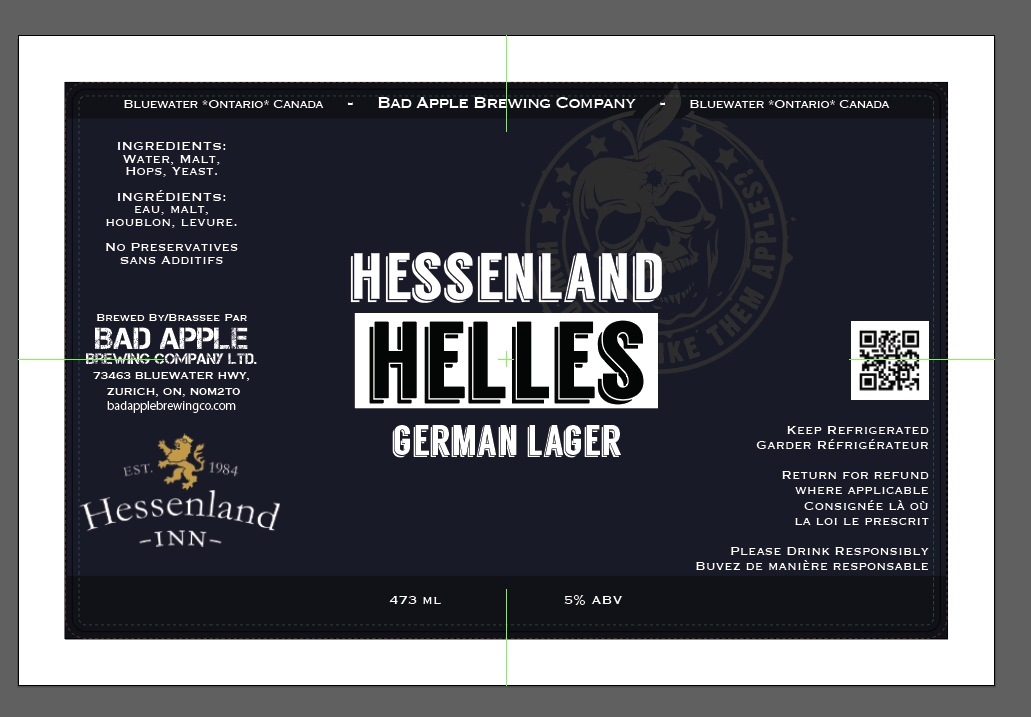 Bluewater *Ontario* Canada - Bad Apple Brewing Company - Bluewater *Ontario* Canada
INGREDIENTS:
Water, Malt,
Hops, Yeast.
INGRÉDIENTS:
EAU, MALT,
HOUBLON, LEVURE.
No Preservatives
SANS Additifs
Brewed By/Brassee Par
BAD APPLE
BREWING COMPANY LTD.
73463 BLUEWATER HWY,
ZURICH, ON, N0M2T0
badapplebrewingco.com
EST. 1984
Hessenland
-INN-
HESSENLAND
HELLES
GERMAN LAGER
IKE THEM APPLES?
Keep Refrigerated
Garder Réfrigérateur
Return for refund
where applicable
Consignée là où
la loi le prescrit
Please Drink Responsibly
Buvez de manière responsable
473 ML
5% ABV